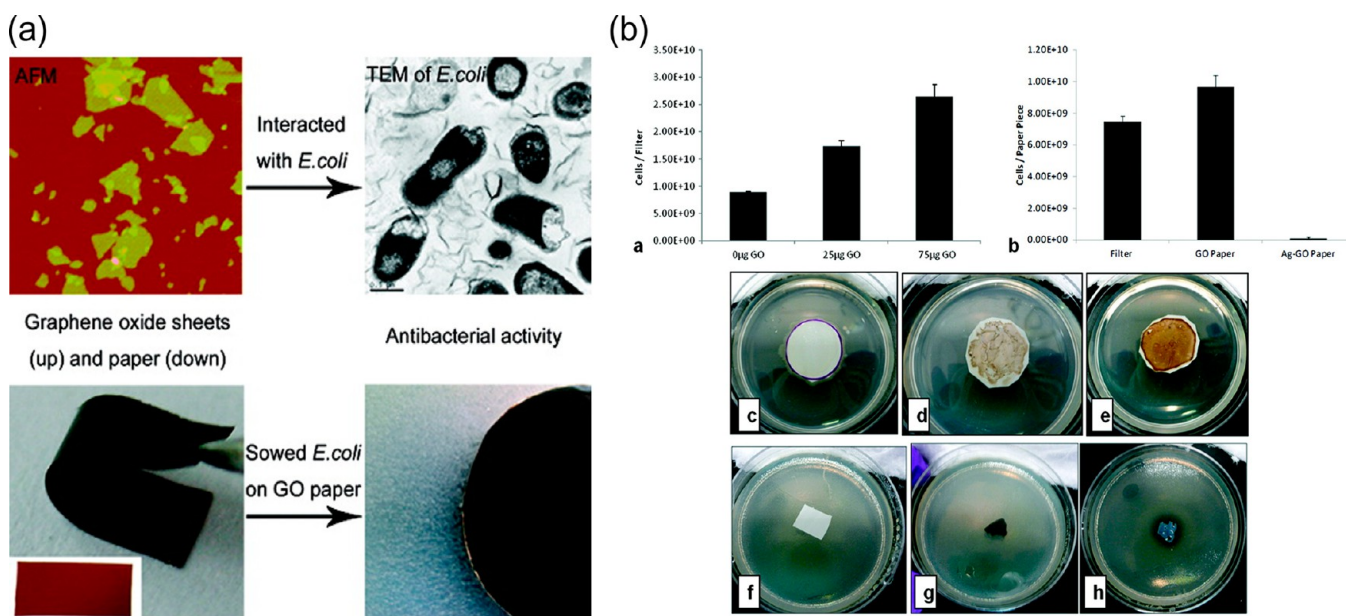 (a)
AFM
Interacted
with E.coli
TEM of E.coli
Graphene oxide sheets
(up) and paper (down)
Antibacterial activity
Sowed E.coli
on GO paper
(b)
3.50E+10
3.00E+10
2.50E+10
2.00E+10
1.50E+10
1.00E+10
5.00E+09
0.00E+00
Cells / Filter
a
0µg GO
25µg GO
75µg GO
1.20E+10
1.00E+10
8.00E+09
6.00E+09
4.00E+09
2.00E+09
0.00E+00
Cells / Paper Piece
b
Filter
GO Paper
Ag-GO Paper
c
d
e
f
g
h